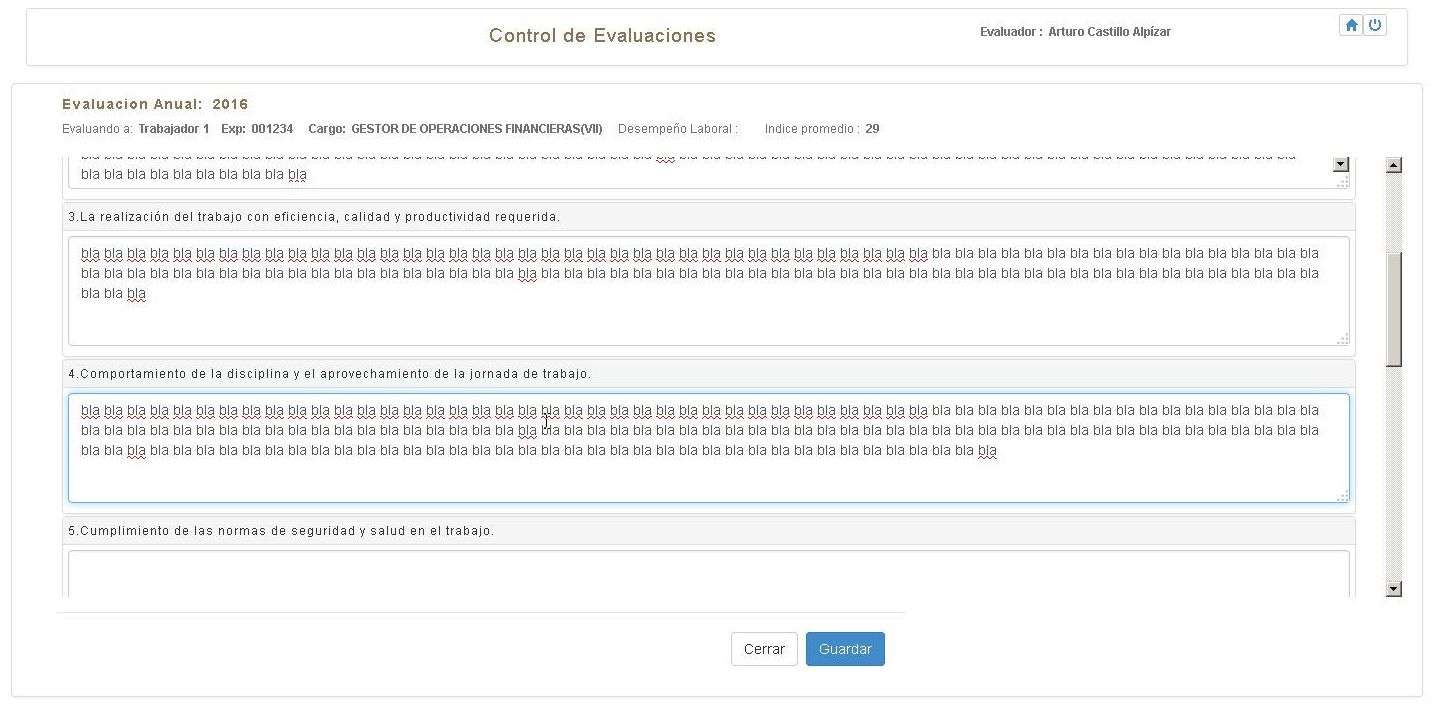 Control de Evaluaciones
Evaluador : Arturo Castillo Alpízar
Evaluacion Anual: 2016
Evaluando a: Trabajador 1 Exp: 001234 Cargo: GESTOR DE OPERACIONES FINANCIERAS(VII) Desempeño Laboral : Indice promedio : 29
bla bla bla bla bla bla bla bla bla bla
3.La realización del trabajo con eficiencia, calidad y productividad requerida.
bla bla bla bla bla bla bla bla bla bla bla bla bla bla bla bla bla bla bla bla bla bla bla bla bla bla bla bla bla bla bla bla bla bla bla bla bla bla bla bla bla bla bla bla bla bla bla bla bla bla bla bla bla bla
bla bla bla bla bla bla bla bla bla bla bla bla bla bla bla bla bla bla bla bla bla bla bla bla bla bla bla bla bla bla bla bla bla bla bla bla bla bla bla bla bla bla bla bla bla bla bla bla bla bla bla bla bla bla
bla bla bla
4.Comportamiento de la disciplina y el aprovechamiento de la jornada de trabajo.
bla bla bla bla bla bla bla bla bla bla bla bla bla bla bla bla bla bla bla bla bla bla bla bla bla bla bla bla bla bla bla bla bla bla bla bla bla bla bla bla bla bla bla bla bla bla bla bla bla bla bla bla bla bla
bla bla bla bla bla bla bla bla bla bla bla bla bla bla bla bla bla bla bla bla bla bla bla bla bla bla bla bla bla bla bla bla bla bla bla bla bla bla bla bla bla bla bla bla bla bla bla bla bla bla bla bla bla bla
bla bla bla bla bla bla bla bla bla bla bla bla bla bla bla bla bla bla bla bla bla bla bla bla bla bla bla bla bla bla bla bla bla bla bla bla bla bla bla bla
5.Cumplimiento de las normas de seguridad y salud en el trabajo.
Cerrar Guardar